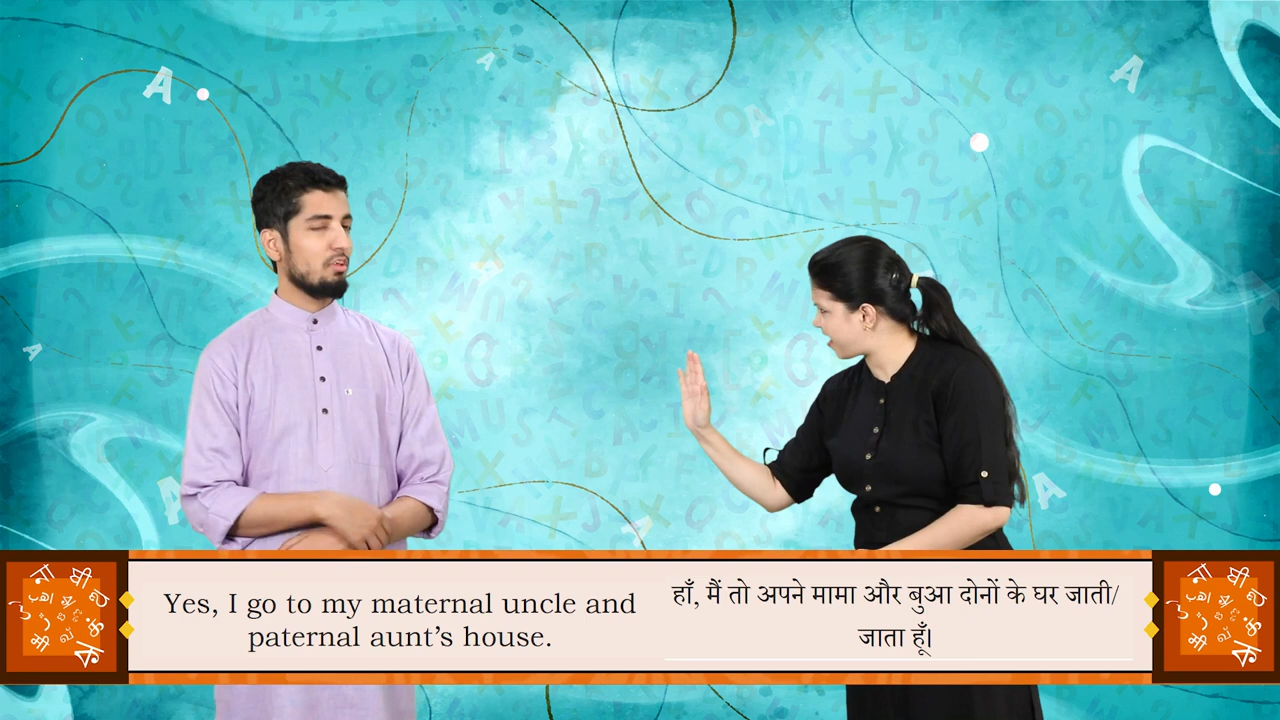 Yes, I go to my maternal uncle and
paternal aunt's house.
हाँ, मैं तो अपने मामा और बुआ दोनों के घर जाती/
जाता हूँ।